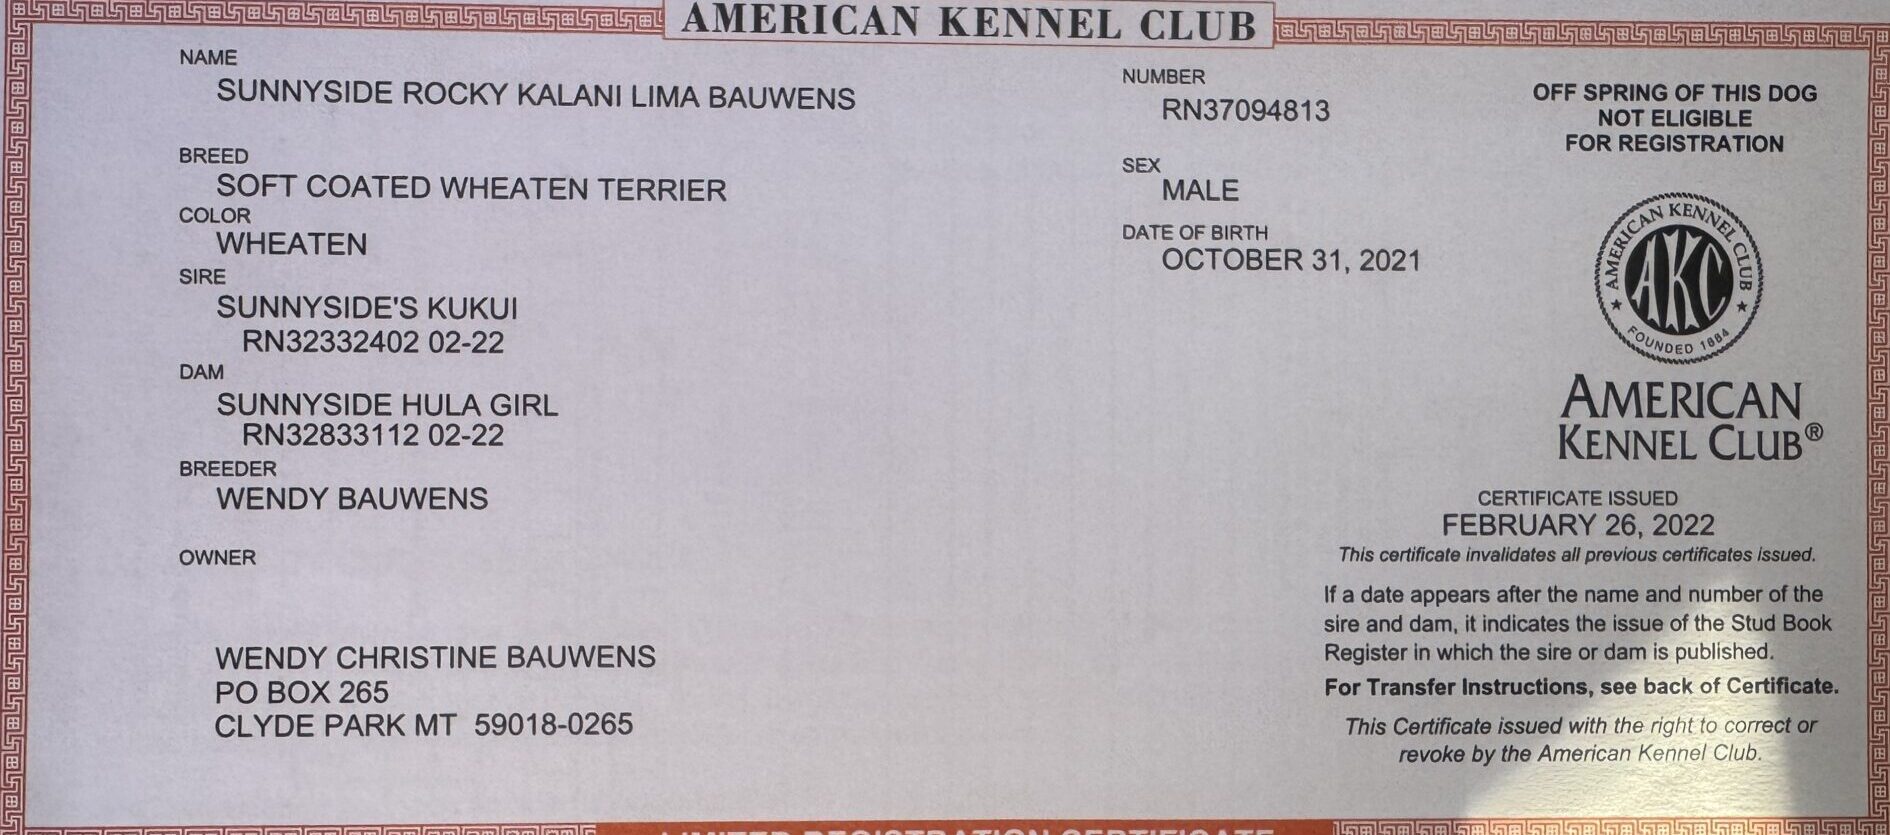 AMERICAN KENNEL CLUB
NAME
SUNNYSIDE ROCKY KALANI LIMA BAUWENS
BREED
SOFT COATED WHEATEN TERRIER
COLOR
WHEATEN
SIRE
SUNNYSIDE'S KUKUI
RN32332402 02-22
DAM
SUNNYSIDE HULA GIRL
RN32833112 02-22
BREEDER
WENDY BAUWENS
OWNER
WENDY CHRISTINE BAUWENS
PO BOX 265
CLYDE PARK MT 59018-0265
NUMBER
RN37094813
SEX
MALE
DATE OF BIRTH
OCTOBER 31, 2021
OFF SPRING OF THIS DOG
NOT ELIGIBLE
FOR REGISTRATION
AMERICAN KENNEL CLUB
AKC
FOUNDED 1884
AMERICAN
KENNEL CLUB®
CERTIFICATE ISSUED
FEBRUARY 26, 2022
This certificate invalidates all previous certificates issued.
If a date appears after the name and number of the
sire and dam, it indicates the issue of the Stud Book
Register in which the sire or dam is published.
For Transfer Instructions, see back of Certificate.
This Certificate issued with the right to correct or
revoke by the American Kennel Club.
LIMITED REGISTRATION CERTIFICATE